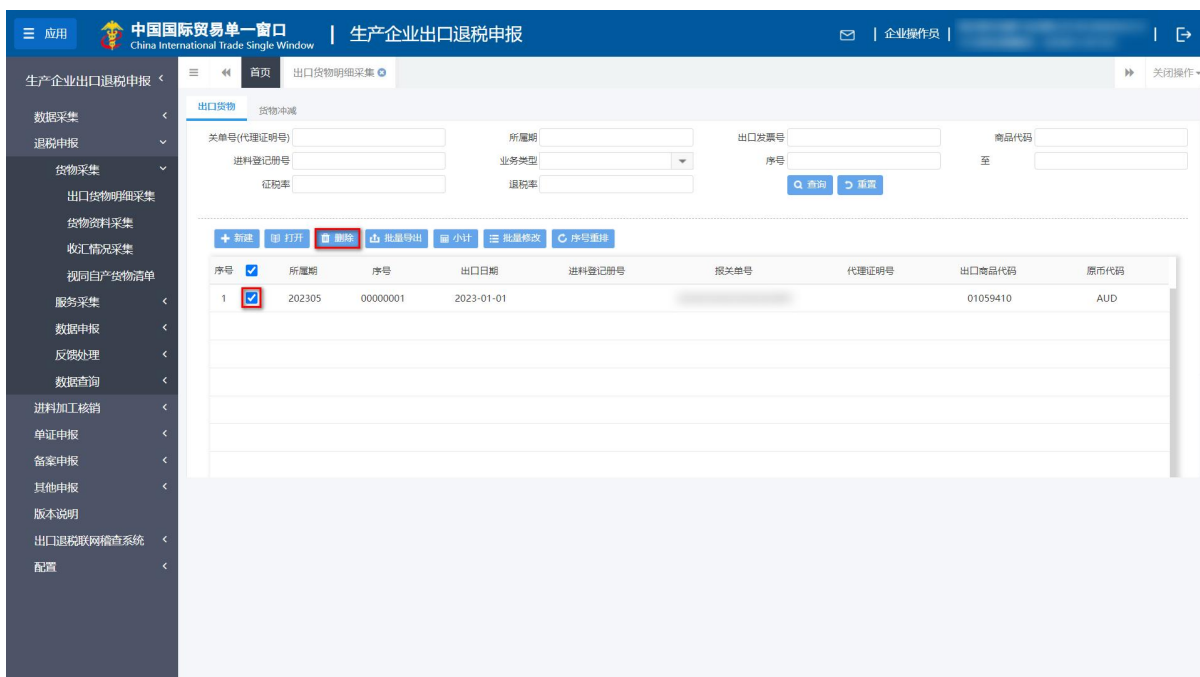 应用 中国国际贸易单一窗口 生产企业出口退税申报 企业操作员
China International Trade Single Window
生产企业出口退税申报
首页 出口货物明细采集 关闭操作
数据采集
退税申报
货物采集
出口货物明细采集
货物资料采集
收汇情况采集
视同自产货物清单
服务采集
数据申报
反馈处理
数据查询
进料加工核销
单证申报
备案申报
其他申报
版本说明
出口退税联网稽查系统
配置
出口货物 货物冲减
关单号(代理证明号) 所属期 出口发票号 商品代码
进料登记册号 业务类型 序号 至
征税率 退税率 查询 重置
新建 打开 删除 批量导出 小计 批量修改 序号重排
序号 所属期 序号 出口日期 进料登记册号 报关单号 代理证明号 出口商品代码 原币代码
1 202305 00000001 2023-01-01 01059410 AUD